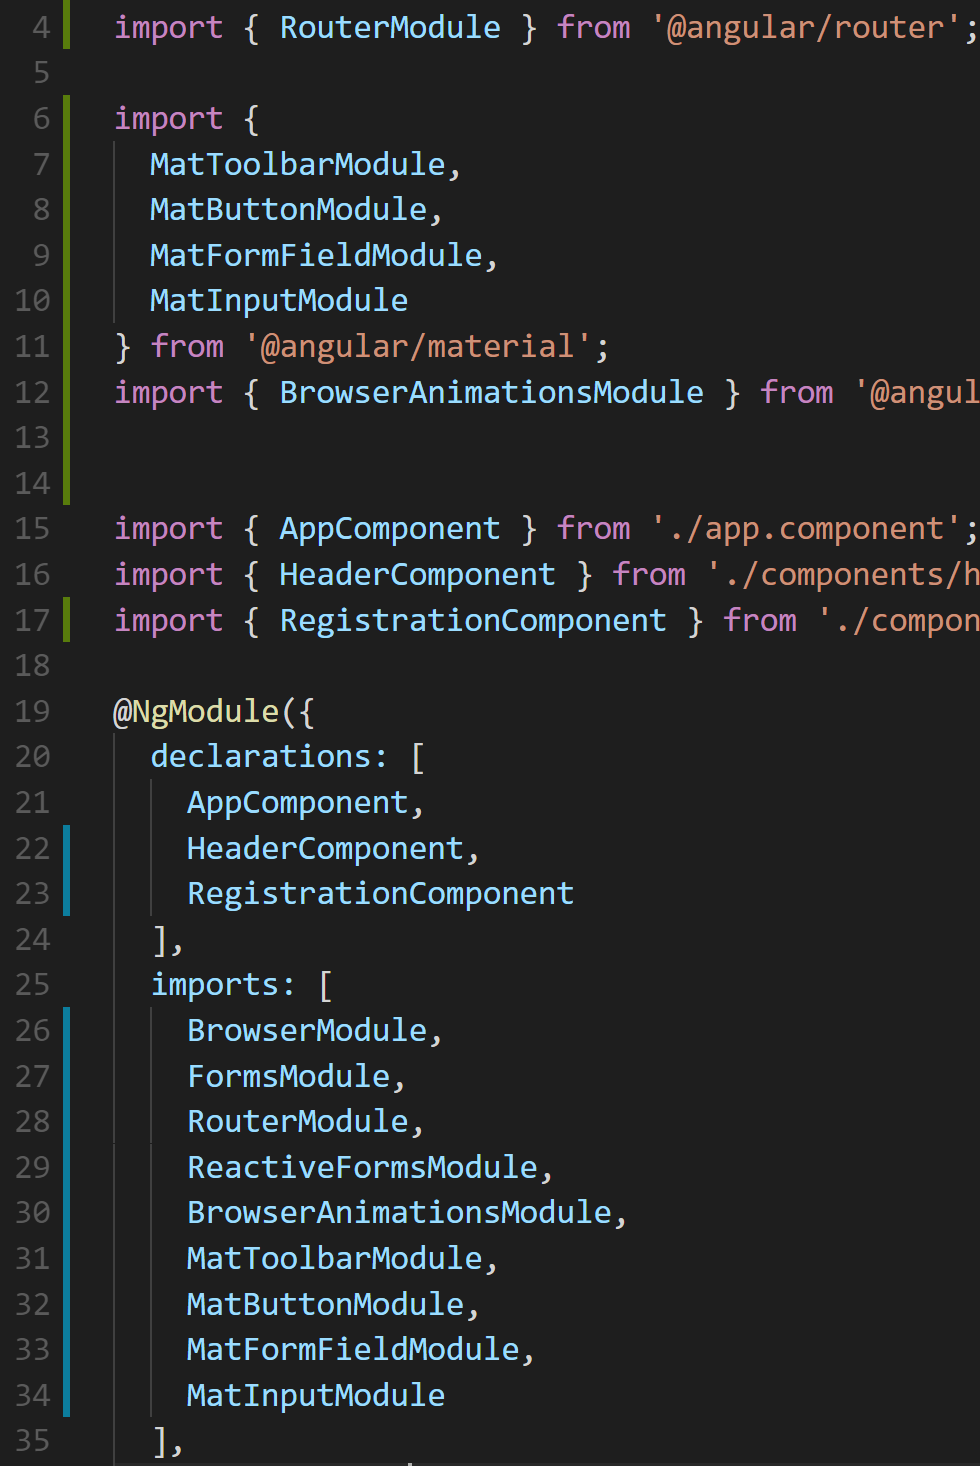 4 import { RouterModule } from '@angular/router';
5
6 import {
7 MatToolbarModule,
8 MatButtonModule,
9 MatFormFieldModule,
10 MatInputModule
11 } from '@angular/material';
12 import { BrowserAnimationsModule } from '@angul
13
14
15 import { AppComponent } from './app.component';
16 import { HeaderComponent } from './components/h
17 import { RegistrationComponent } from './compon
18
19 @NgModule({
20 declarations: [
21 AppComponent,
22 HeaderComponent,
23 RegistrationComponent
24 ],
25 imports: [
26 BrowserModule,
27 FormsModule,
28 RouterModule,
29 ReactiveFormsModule,
30 BrowserAnimationsModule,
31 MatToolbarModule,
32 MatButtonModule,
33 MatFormFieldModule,
34 MatInputModule
35 ],